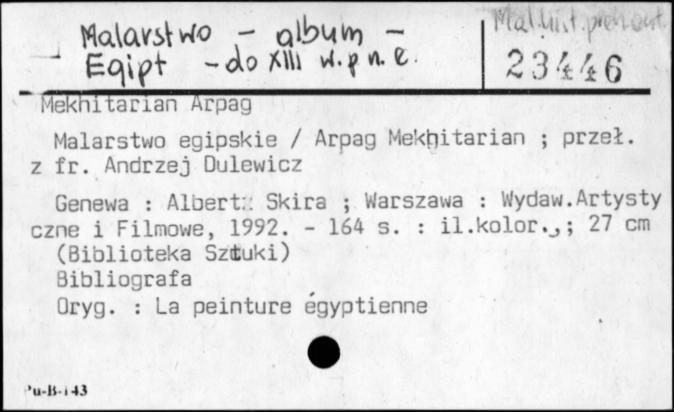 Malarstwo - album -
Egipt - do XIII w. p n. e.
23446
Mekhitarian Arpag
Malarstwo egipskie / Arpag Mekhitarian ; przeł.
z fr. Andrzej Dulewicz
Genewa : Albert Skira ; Warszawa : Wydaw.Artysty
czne i Filmowe, 1992. - 164 s. : il.kolor. ; 27 cm
(Biblioteka Sztuki)
Bibliografa
Oryg. : La peinture égyptienne
Pu-B-143